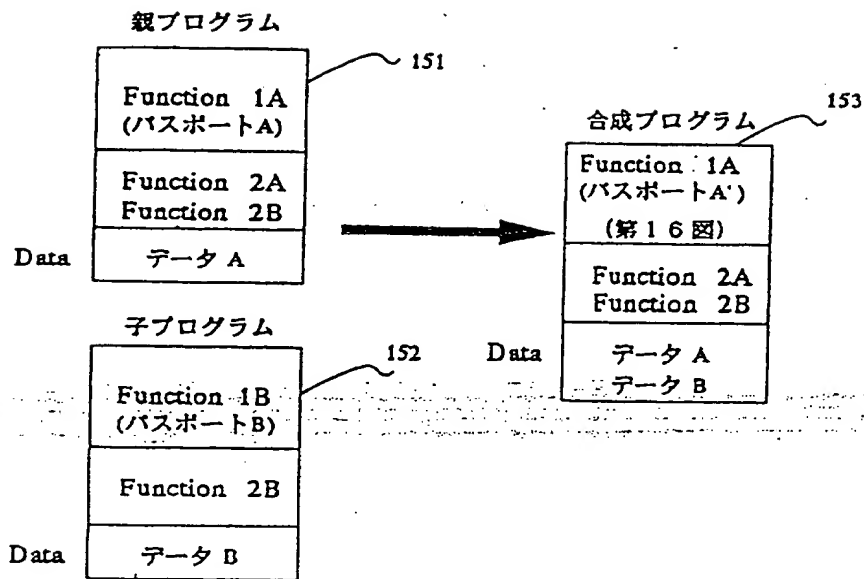 親プログラム
151
Function 1A
(パスポートA)
Function 2A
Function 2B
Data
データ A
子プログラム
152
Function 1B
(パスポートB)
Function 2B
Data
データ B
153
合成プログラム
Function 1A
(パスポートA')
(第16図)
Function 2A
Function 2B
Data
データ A
データ B